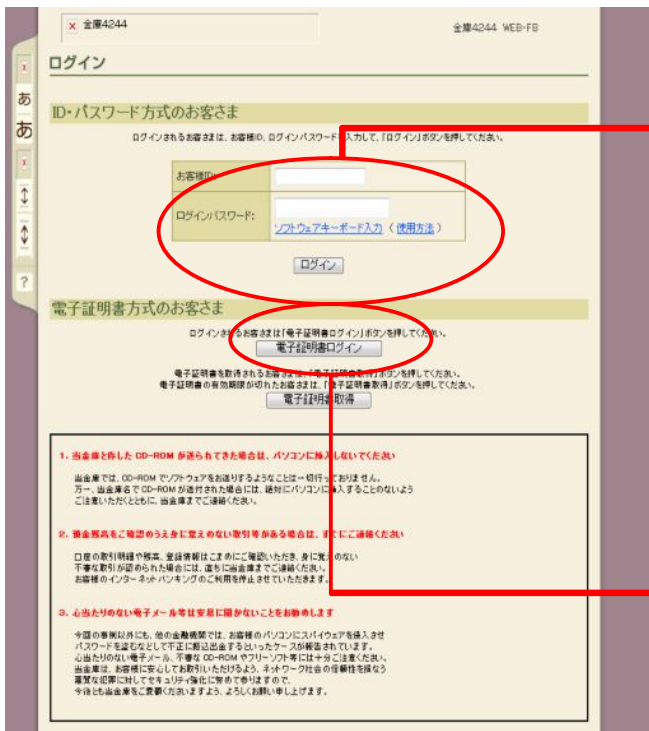 金庫4244
金庫4244 WEB-FB
ログイン
あ
あ
?
ID・パスワード方式のお客さま
ログインされるお客さまは、お客様ID、ログインパスワードを入力して、「ログイン」ボタンを押してください。
お客様ID:
ログインパスワード:
ソフトウェアキーボード入力 (使用方法)
ログイン
電子証明書方式のお客さま
ログインされるお客さまは「電子証明書ログイン」ボタンを押してください。
電子証明書ログイン
電子証明書を取得されるお客さまは、「電子証明書取得」ボタンを押してください。
電子証明書の有効期限が切れたお客さまは、「電子証明書取得」ボタンを押してください。
電子証明書取得
1. 当金庫と称した CD-ROM が送られてきた場合は、パソコンに挿入しないでください
当金庫では、CD-ROM でソフトウェアをお送りするようなことは一切行っておりません。
万一、当金庫名で CD-ROM が送付された場合には、絶対にパソコンに挿入することのないよう
ご注意いただくとともに、当金庫までご連絡ください。
2. 預金残高をご確認のうえ身に覚えのない取引等がある場合は、すぐにご連絡ください
口座の取引明細や残高、登録情報はこまめにご確認いただき、身に覚えのない
不審な取引が認められた場合には、直ちに当金庫までご連絡ください。
お客様のインターネットバンキングのご利用を停止させていただきます。
3. 心当たりのない電子メール等は安易に開かないことをお勧めします
今回の事例以外にも、他の金融機関では、お客様のパソコンにスパイウェアを侵入させ
パスワードを盗むなどして不正に振込出金するといったケースが報告されています。
心当たりのない電子メール、不審な CD-ROM やフリーソフト等には十分ご注意ください。
当金庫は、お客様に安心してお取引いただけるよう、ネットワーク社会の信頼性を損なう
悪質な犯罪に対してセキュリティ強化に努めて参りますので、
今後とも当金庫をご愛顧くださいますよう、よろしくお願い申し上げます。